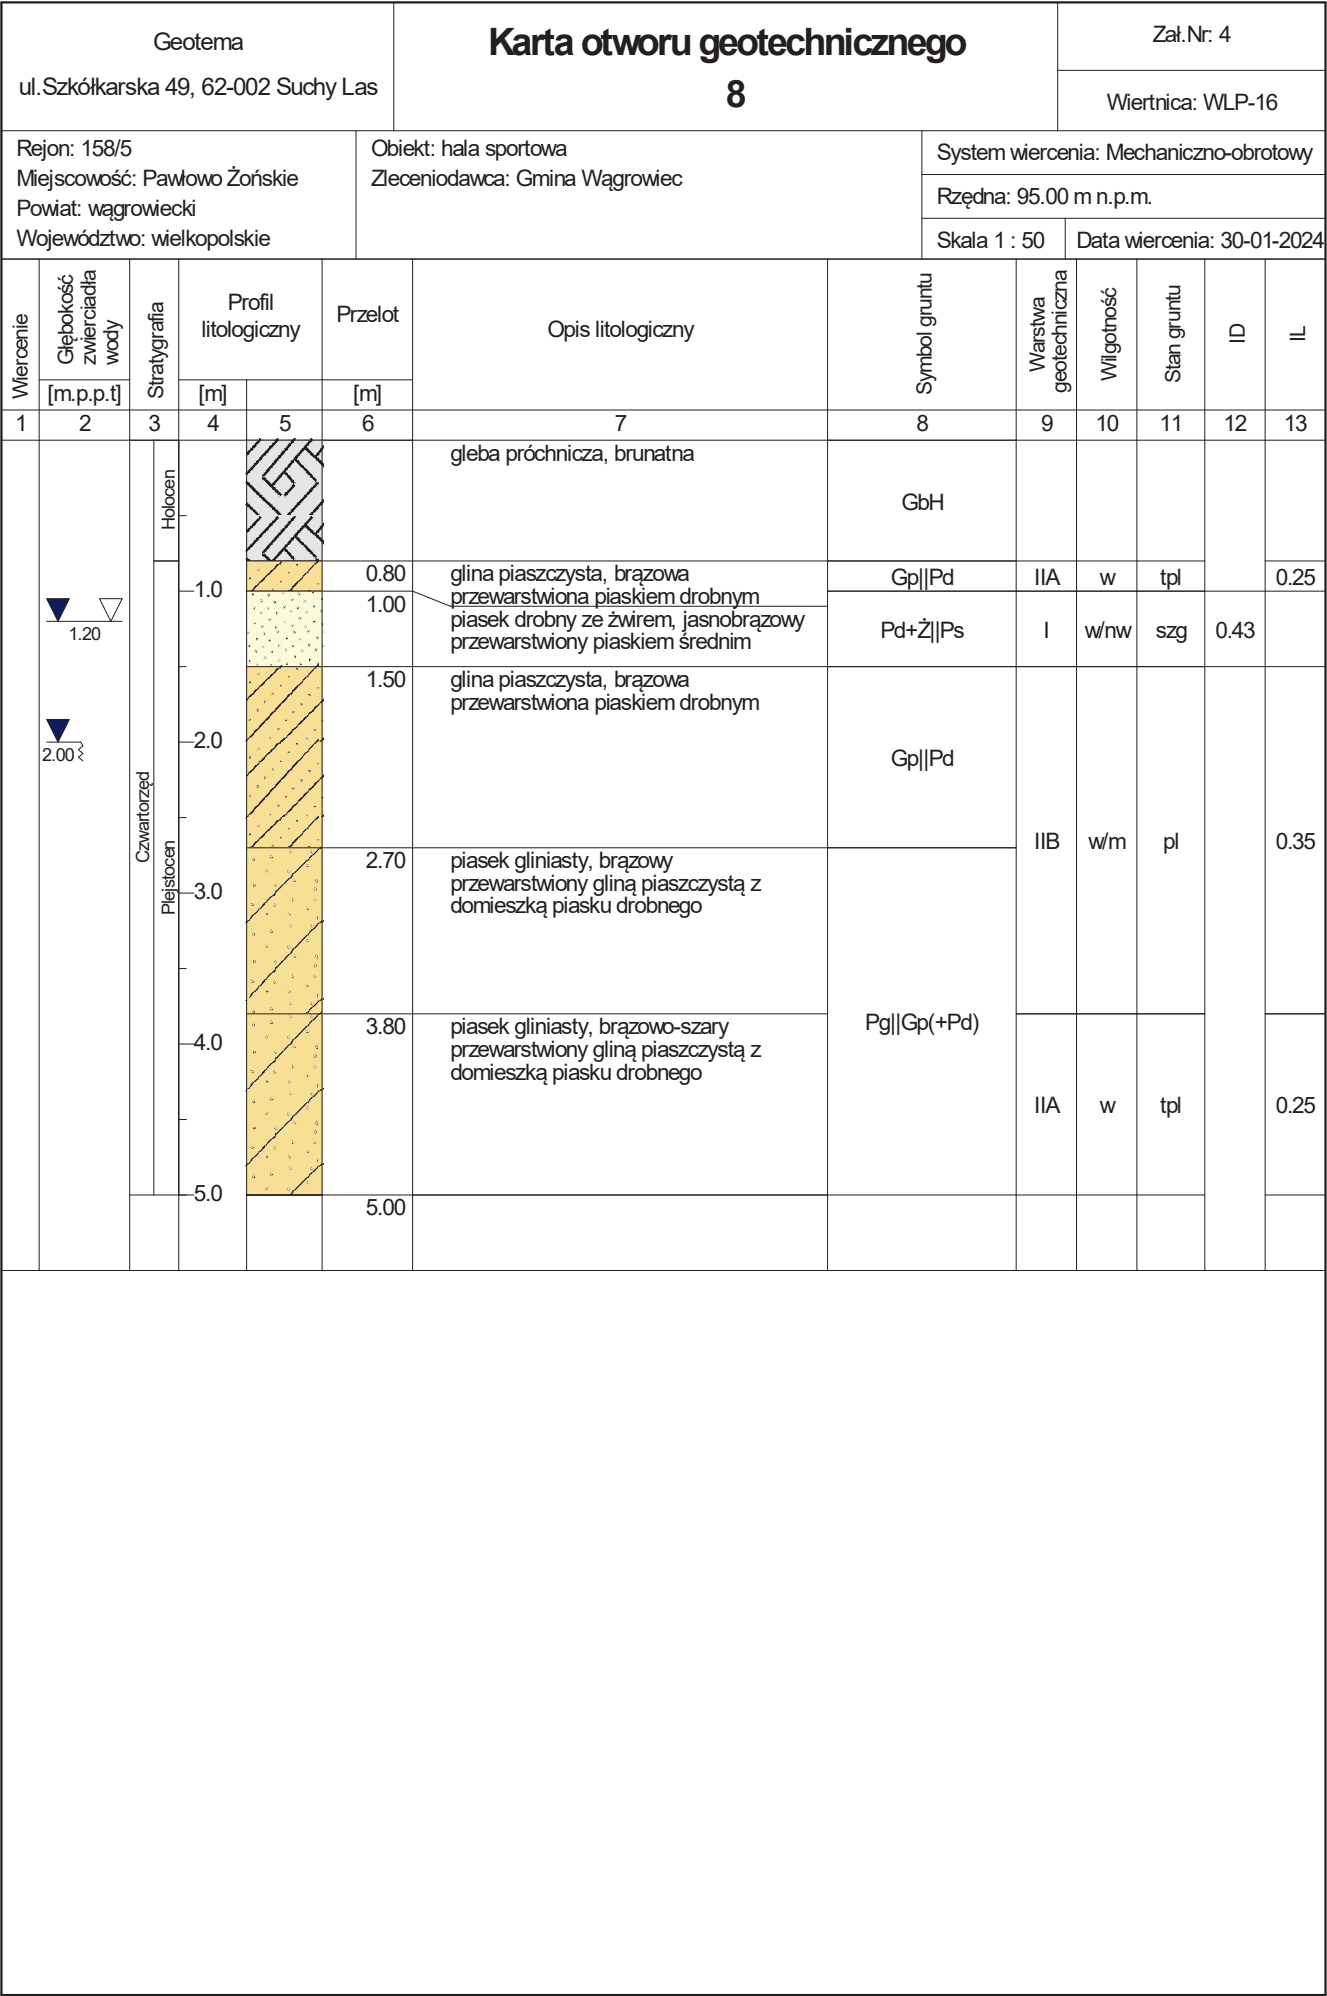 Geotema
ul.Szkółkarska 49, 62-002 Suchy Las
Karta otworu geotechnicznego
8
Zał.Nr: 4
Wiertnica: WLP-16
Rejon: 158/5
Miejscowość: Pawłowo Żońskie
Powiat: wągrowiecki
Województwo: wielkopolskie
Obiekt: hala sportowa
Zleceniodawca: Gmina Wągrowiec
System wiercenia: Mechaniczno-obrotowy
Rzędna: 95.00 m n.p.m.
Skala 1 : 50
Data wiercenia: 30-01-2024
Wiercenie
Głębokość
zwierciadła
wody
[m.p.p.t]
Stratygrafia
Profil
litologiczny
[m]
Przelot
[m]
Opis litologiczny
Symbol gruntu
Warstwa
geotechniczna
Wilgotność
Stan gruntu
ID
IL
1 2 3 4 5 6 7 8 9 10 11 12 13
Holocen
gleba próchnicza, brunatna
GbH
0.80
glina piaszczysta, brązowa
przewarstwiona piaskiem drobnym
Gp||Pd
IIA
w
tpl
0.25
1.0
1.00
1.20
piasek drobny ze żwirem, jasnobrązowy
przewarstwiony piaskiem średnim
Pd+Ż||Ps
I
w/nw
szg
0.43
1.50
glina piaszczysta, brązowa
przewarstwiona piaskiem drobnym
2.0
2.00
Gp||Pd
Czwartorzęd
Plejstocen
IIB
w/m
pl
0.35
2.70
piasek gliniasty, brązowy
przewarstwiony gliną piaszczystą z
domieszką piasku drobnego
3.0
3.80
piasek gliniasty, brązowo-szary
przewarstwiony gliną piaszczystą z
domieszką piasku drobnego
Pg||Gp(+Pd)
4.0
IIA
w
tpl
0.25
5.0
5.00